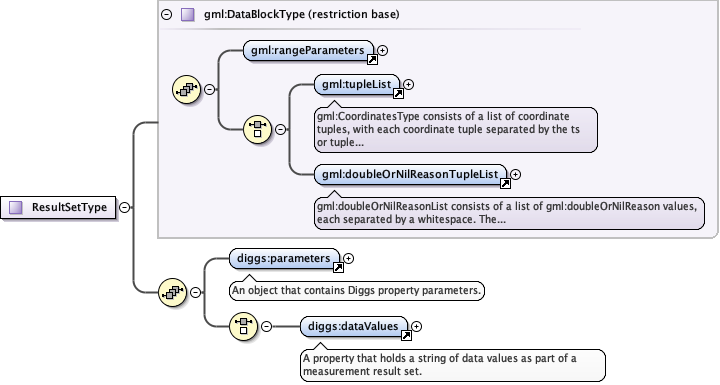 gml:DataBlockType (restriction base)
gml:rangeParameters
gml:tupleList
gml:CoordinatesType consists of a list of coordinate
tuples, with each coordinate tuple separated by the ts
or tuple...
gml:doubleOrNilReasonTupleList
gml:doubleOrNilReasonList consists of a list of gml:doubleOrNilReason values,
each separated by a whitespace. The...
ResultSetType
diggs:parameters
An object that contains Diggs property parameters.
diggs:dataValues
A property that holds a string of data values as part of a
measurement result set.